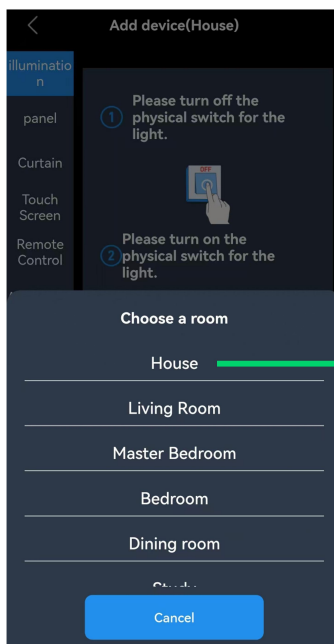 Add device(House)
illuminatio
n
panel
Curtain
Touch
Screen
Remote
Control
1
Please turn off the
physical switch for the
light.
OFF
2
Please turn on the
physical switch for the
light.
Choose a room
House
Living Room
Master Bedroom
Bedroom
Dining room
Cancel